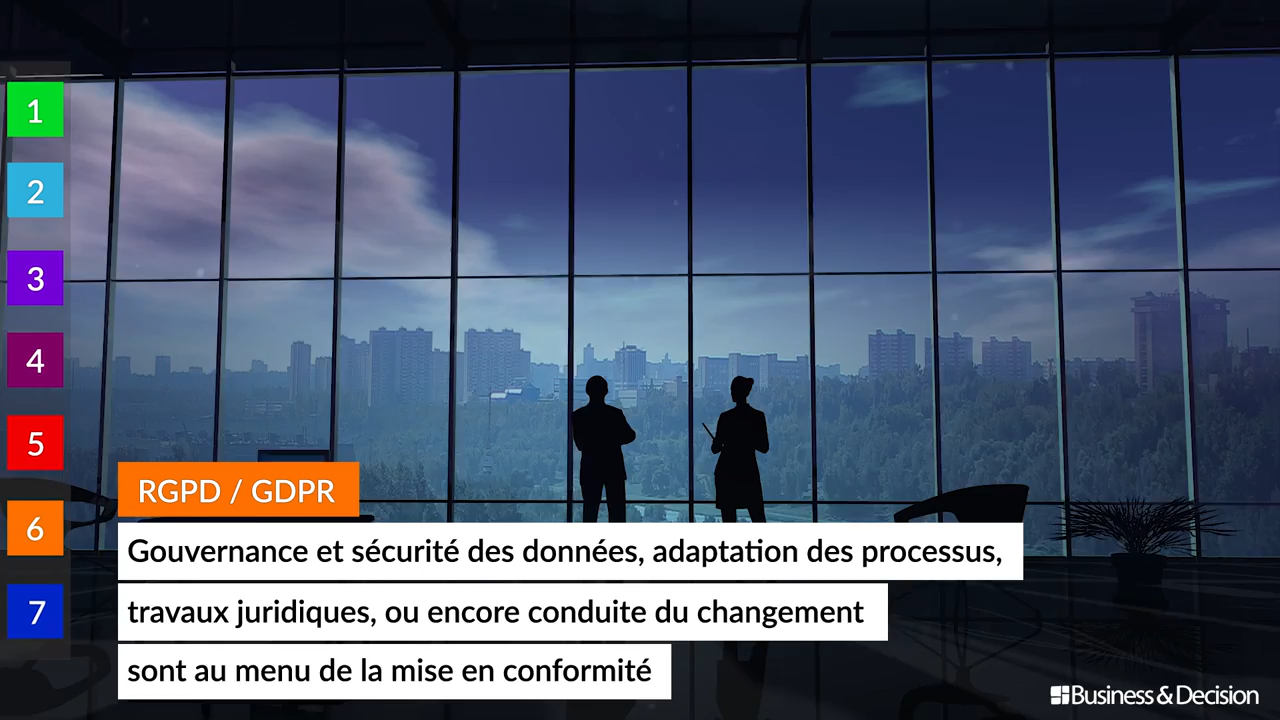 1
2
3
4
5
6
7
RGPD / GDPR
Gouvernance et sécurité des données, adaptation des processus,
travaux juridiques, ou encore conduite du changement
sont au menu de la mise en conformité
Business & Decision